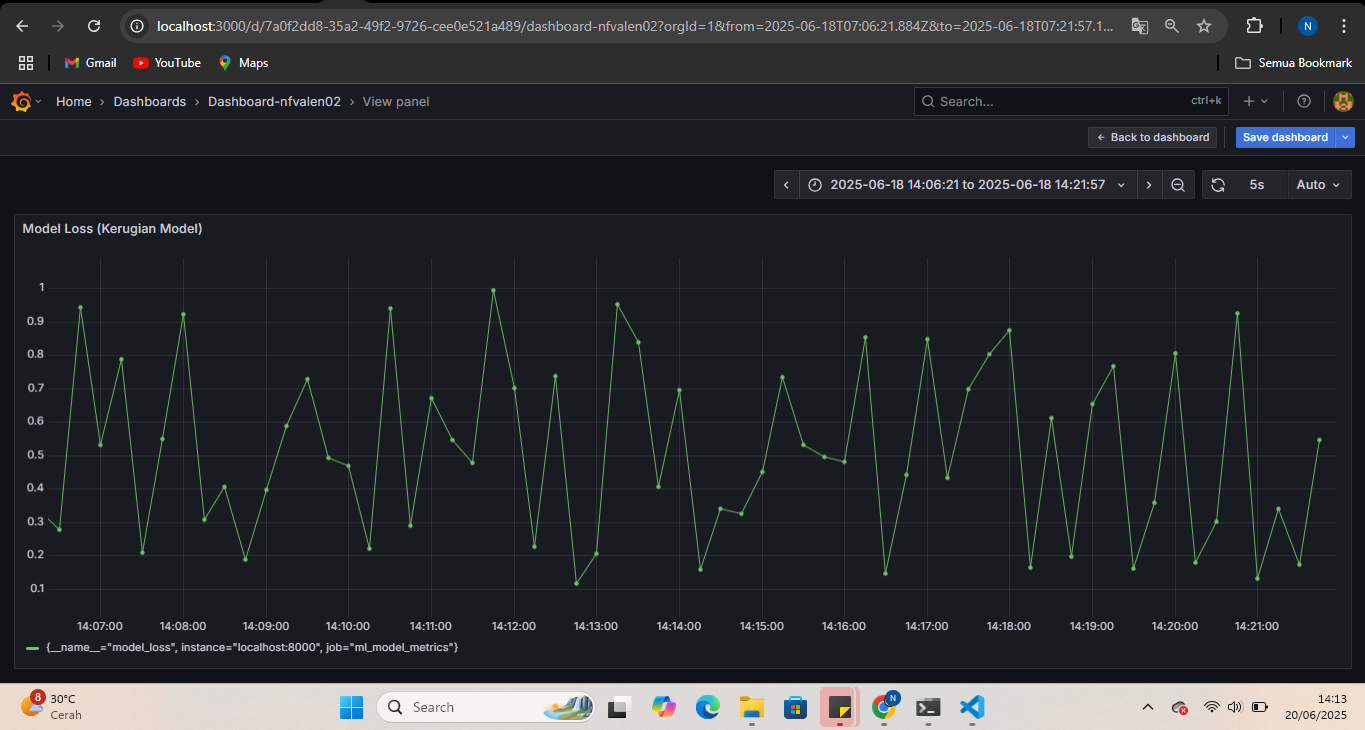 localhost:3000/d/7a0f2dd8-35a2-49f2-9726-cee0e521a489/dashboard-nfvalen02?orgId=1&from=2025-06-18T07:06:21.884Z&to=2025-06-18T07:21:57.1...
N
Gmail
YouTube
Maps
Semua Bookmark
Home › Dashboards › Dashboard-nfvalen02 › View panel
Search...
ctrl+k
Back to dashboard
Save dashboard
2025-06-18 14:06:21 to 2025-06-18 14:21:57
5s
Auto
Model Loss (Kerugian Model)
1
0.9
0.8
0.7
0.6
0.5
0.4
0.3
0.2
0.1
14:07:00 14:08:00 14:09:00 14:10:00 14:11:00 14:12:00 14:13:00 14:14:00 14:15:00 14:16:00 14:17:00 14:18:00 14:19:00 14:20:00 14:21:00
{__name__="model_loss", instance="localhost:8000", job="ml_model_metrics"}
8
30°C
Cerah
Search
N
14:13
20/06/2025